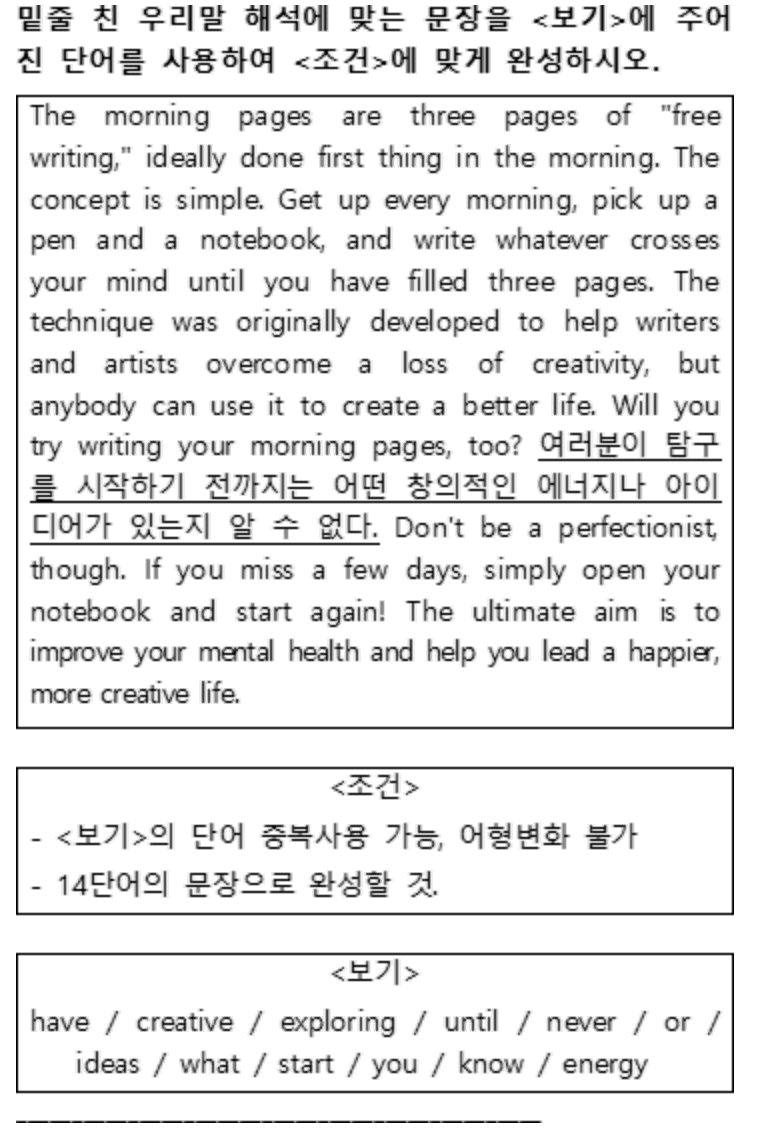 밑줄 친 우리말 해석에 맞는 문장을 <보기>에 주어
진 단어를 사용하여 <조건>에 맞게 완성하시오.
The morning pages are three pages of "free
writing," ideally done first thing in the morning. The
concept is simple. Get up every morning, pick up a
pen and a notebook, and write whatever crosses
your mind until you have filled three pages. The
technique was originally developed to help writers
and artists overcome a loss of creativity, but
anybody can use it to create a better life. Will you
try writing your morning pages, too? 여러분이 탐구
를 시작하기 전까지는 어떤 창의적인 에너지나 아이
디어가 있는지 알 수 없다. Don't be a perfectionist,
though. If you miss a few days, simply open your
notebook and start again! The ultimate aim is to
improve your mental health and help you lead a happier,
more creative life.
<조건>
- <보기>의 단어 중복사용 가능, 어형변화 불가
- 14단어의 문장으로 완성할 것.
<보기>
have / creative / exploring / until / never / or /
ideas / what / start / you / know / energy